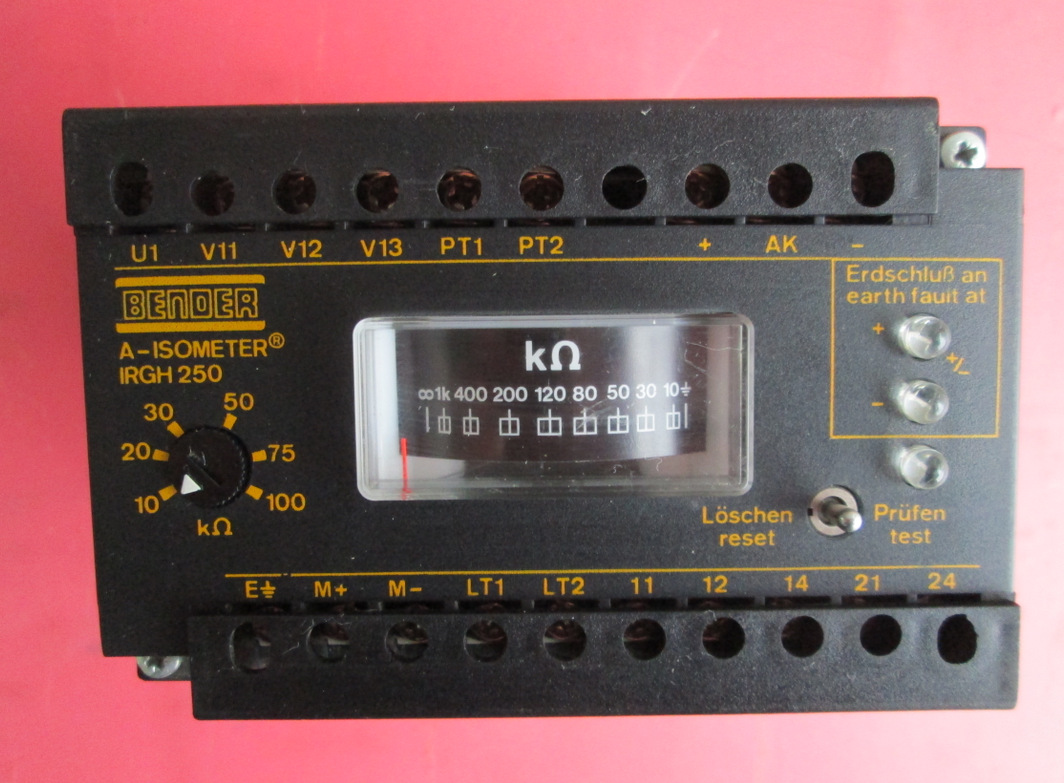 U1 V11 V12 V13 PT1 PT2 + AK −
BENDER
A-ISOMETER®
IRGH 250
Erdschluß an
earth fault at
+
+/−
−
kΩ
∞ 1k 400 200 120 80 50 30 10 ⏚
30 50
20 75
10 100
kΩ
Löschen
reset
Prüfen
test
E⏚ M+ M− LT1 LT2 11 12 14 21 24